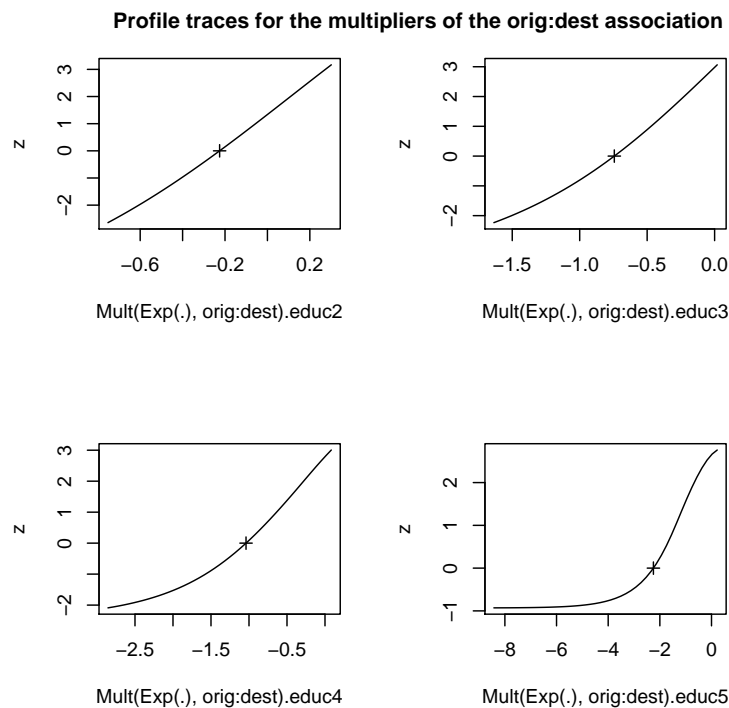 Profile traces for the multipliers of the orig:dest association
z
3
2
1
0
−2
−0.6 −0.2 0.2
Mult(Exp(.), orig:dest).educ2
z
3
2
1
0
−2
−1.5 −1.0 −0.5 0.0
Mult(Exp(.), orig:dest).educ3
z
3
2
1
0
−2
−2.5 −1.5 −0.5
Mult(Exp(.), orig:dest).educ4
z
2
1
0
−1
−8 −6 −4 −2 0
Mult(Exp(.), orig:dest).educ5